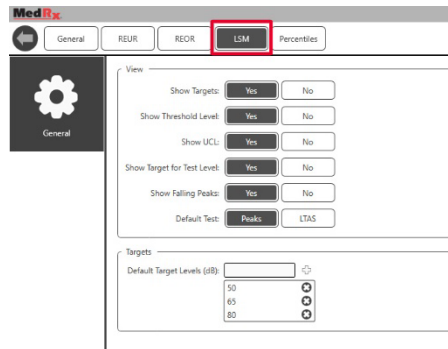 MedRx
General REUR REOR LSM Percentiles
General
View
Show Targets: Yes No
Show Threshold Level: Yes No
Show UCL: Yes No
Show Target for Test Level: Yes No
Show Falling Peaks: Yes No
Default Test: Peaks LTAS
Targets
Default Target Levels (dB):
50
65
80